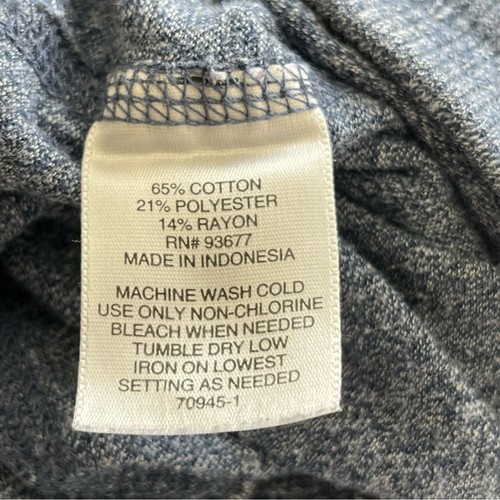 65% COTTON
21% POLYESTER
14% RAYON
RN# 93677
MADE IN INDONESIA
MACHINE WASH COLD
USE ONLY NON-CHLORINE
BLEACH WHEN NEEDED
TUMBLE DRY LOW
IRON ON LOWEST
SETTING AS NEEDED
70945-1